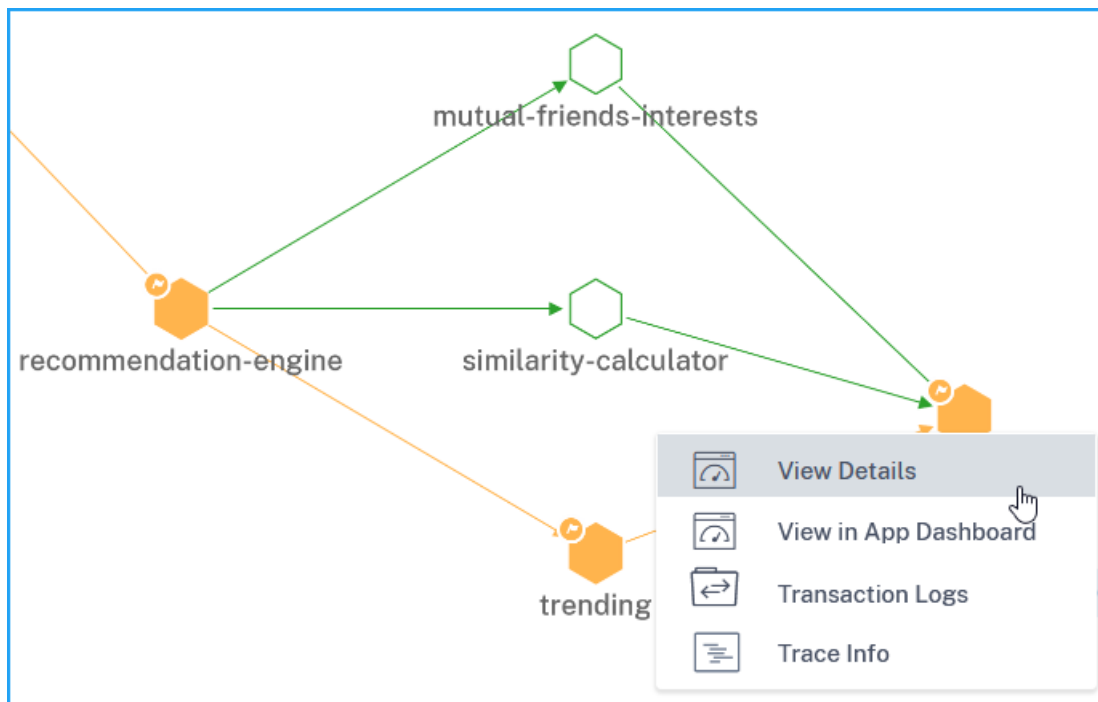 mutual-friends-interests
recommendation-engine
similarity-calculator
trending
View Details
View in App Dashboard
Transaction Logs
Trace Info